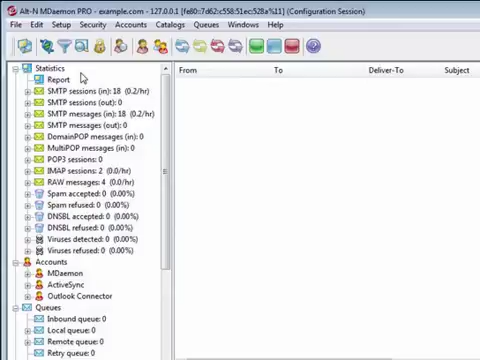 Alt-N MDaemon PRO - example.com - 127.0.0.1 [fe80::7d62:c558:51ec:528a%11] (Configuration Session)
File Setup Security Accounts Catalogs Queues Windows Help
Statistics
From To Deliver-To Subject
Report
SMTP sessions (in): 18 (0.2/hr)
SMTP sessions (out): 0
SMTP messages (in): 18 (0.2/hr)
SMTP messages (out): 0
DomainPOP messages (in): 0
MultiPOP messages (in): 0
POP3 sessions: 0
IMAP sessions: 2 (0.0/hr)
RAW messages: 4 (0.0/hr)
Spam accepted: 0 (0.00%)
Spam refused: 0 (0.00%)
DNSBL accepted: 0 (0.00%)
DNSBL refused: 0 (0.00%)
Viruses detected: 0 (0.00%)
Viruses refused: 0 (0.00%)
Accounts
MDaemon
ActiveSync
Outlook Connector
Queues
Inbound queue: 0
Local queue: 0
Remote queue: 0
Retry queue: 0